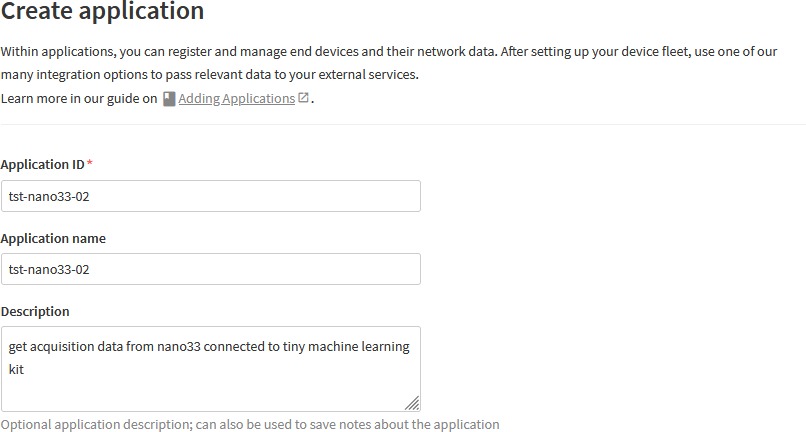 Create application
Within applications, you can register and manage end devices and their network data. After setting up your device fleet, use one of our
many integration options to pass relevant data to your external services.
Learn more in our guide on Adding Applications.
Application ID*
tst-nano33-02
Application name
tst-nano33-02
Description
get acquisition data from nano33 connected to tiny machine learning
kit
Optional application description; can also be used to save notes about the application